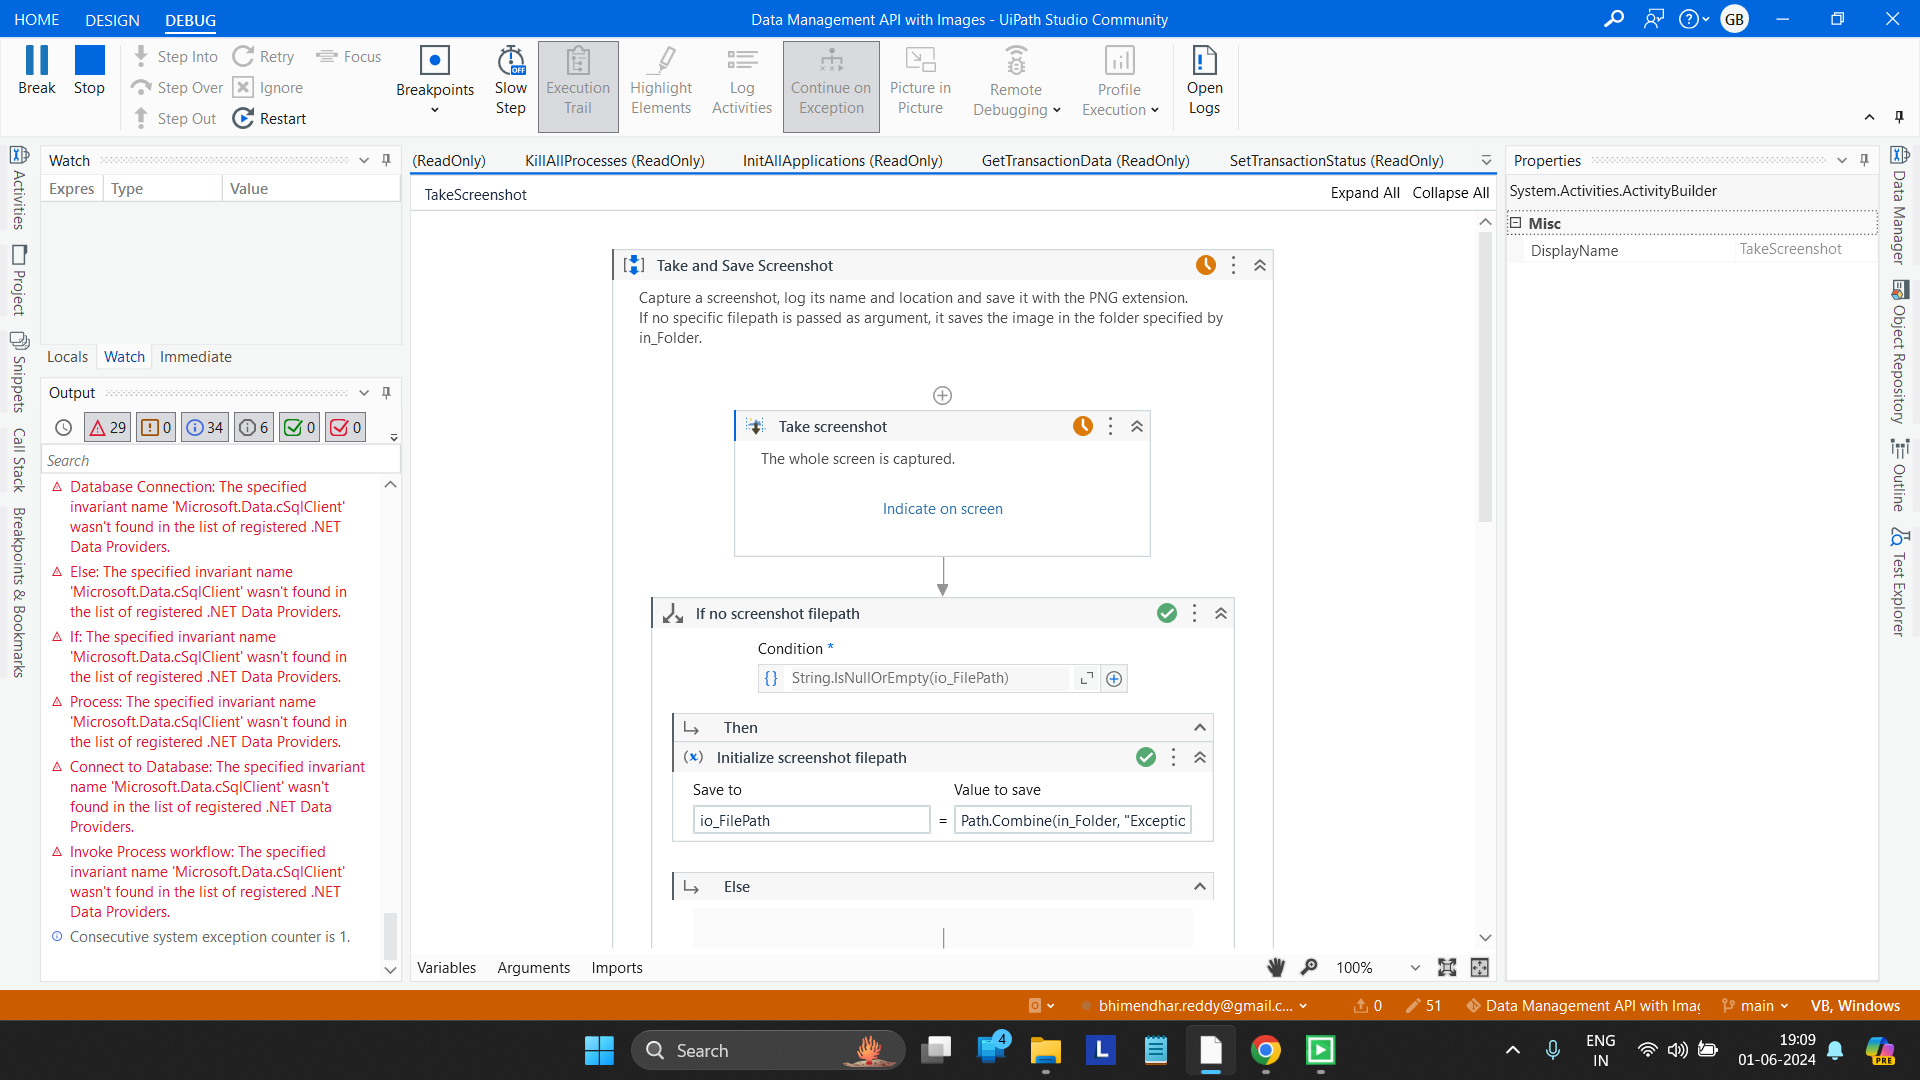 HOME
DESIGN
DEBUG
Data Management API with Images - UiPath Studio Community
GB
Break
Stop
Step Into
Step Over
Step Out
Retry
Ignore
Restart
Focus
Breakpoints
OFF
Slow
Step
Execution
Trail
Highlight
Elements
Log
Activities
Continue on
Exception
Picture in
Picture
Remote
Debugging
Profile
Execution
Open
Logs
Activities
Project
Snippets
Call Stack
Breakpoints & Bookmarks
Watch
Expres
Type
Value
Locals
Watch
Immediate
Output
29
0
34
6
0
0
Search
Database Connection: The specified
invariant name 'Microsoft.Data.cSqlClient'
wasn't found in the list of registered .NET
Data Providers.
Else: The specified invariant name
'Microsoft.Data.cSqlClient' wasn't found in
the list of registered .NET Data Providers.
If: The specified invariant name
'Microsoft.Data.cSqlClient' wasn't found in
the list of registered .NET Data Providers.
Process: The specified invariant name
'Microsoft.Data.cSqlClient' wasn't found in
the list of registered .NET Data Providers.
Connect to Database: The specified invariant
name 'Microsoft.Data.cSqlClient' wasn't
found in the list of registered .NET Data
Providers.
Invoke Process workflow: The specified
invariant name 'Microsoft.Data.cSqlClient'
wasn't found in the list of registered .NET
Data Providers.
Consecutive system exception counter is 1.
(ReadOnly)
KillAllProcesses (ReadOnly)
InitAllApplications (ReadOnly)
GetTransactionData (ReadOnly)
SetTransactionStatus (ReadOnly)
TakeScreenshot
Expand All
Collapse All
Take and Save Screenshot
Capture a screenshot, log its name and location and save it with the PNG extension.
If no specific filepath is passed as argument, it saves the image in the folder specified by
in_Folder.
Take screenshot
The whole screen is captured.
Indicate on screen
If no screenshot filepath
Condition *
{} String.IsNullOrEmpty(io_FilePath)
Then
(x) Initialize screenshot filepath
Save to
Value to save
io_FilePath
=
Path.Combine(in_Folder, "Exceptic
Else
Variables
Arguments
Imports
100%
Properties
System.Activities.ActivityBuilder
Misc
DisplayName
TakeScreenshot
Data Manager
Object Repository
Outline
Test Explorer
bhimendhar.reddy@gmail.c...
0
51
Data Management API with Imag
main
VB, Windows
Search
4
L
ENG
IN
19:09
01-06-2024
PRE